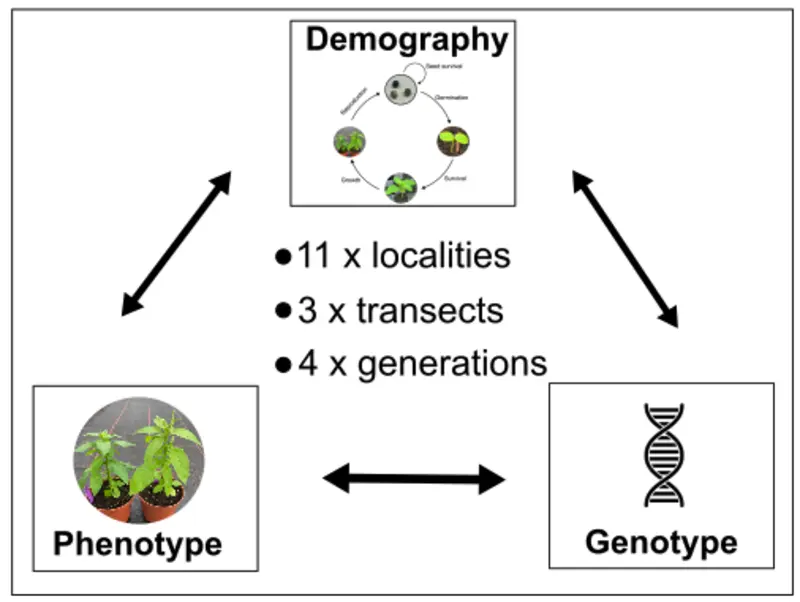 Demography
Seed survival
Reproduction
Germination
Growth
Survival
●11 x localities
●3 x transects
●4 x generations
Phenotype
Genotype